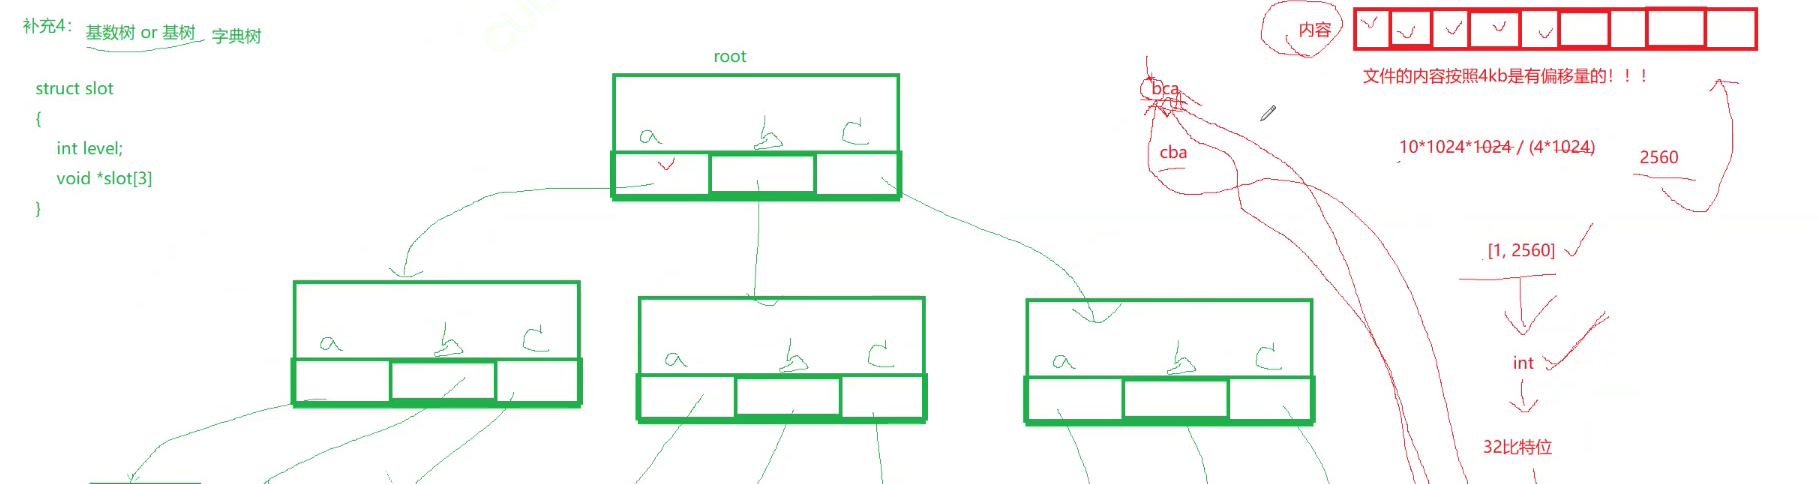 补充4： 基数树 or 基树 字典树
struct slot
{
int level;
void *slot[3]
}
root
a b C
a b C
a b C
a b C
bca
cba
内容
文件的内容按照4kb是有偏移量的！！！
10*1024*1024 / (4*1024)
2560
[1, 2560]
int
32比特位